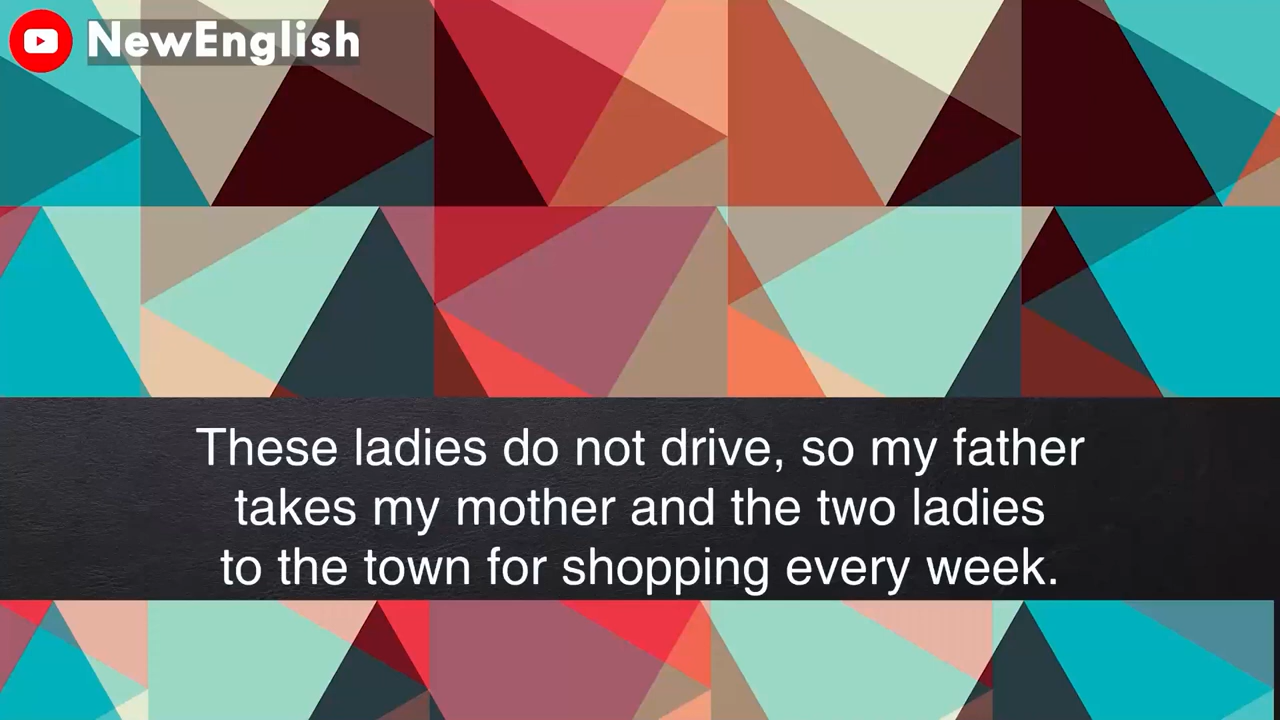 NewEnglish
These ladies do not drive, so my father
takes my mother and the two ladies
to the town for shopping every week.